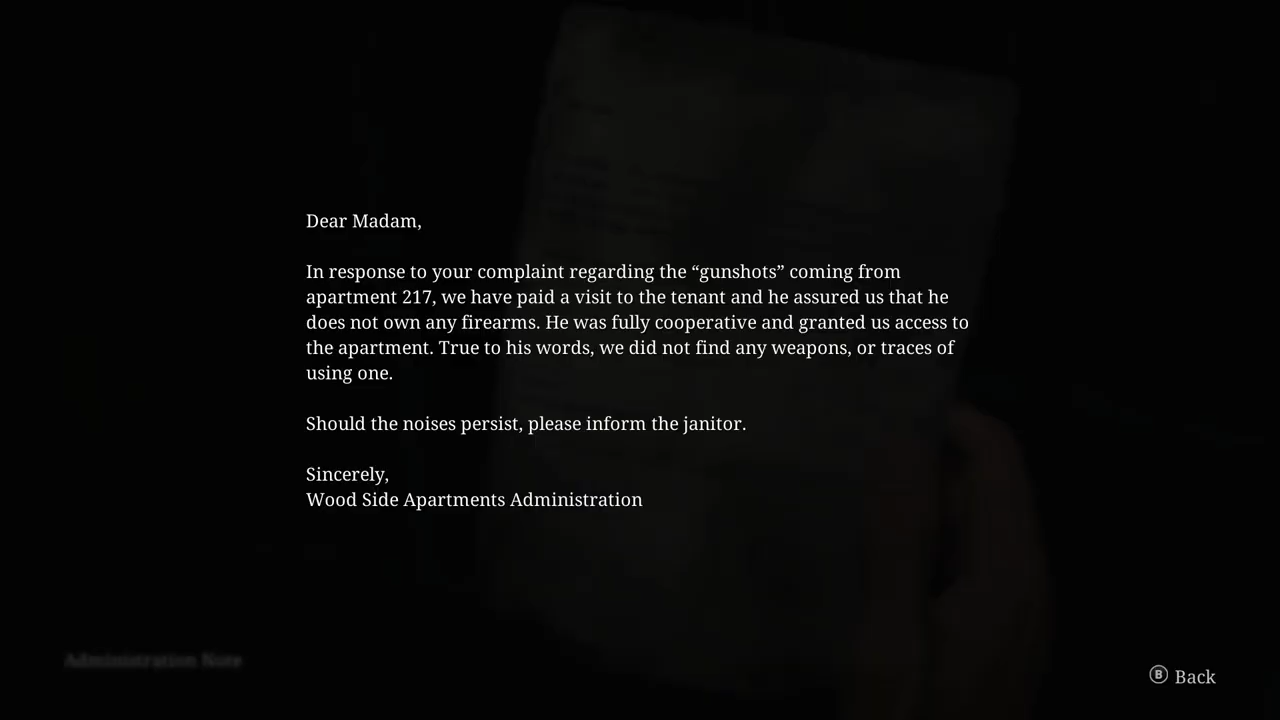 Dear Madam,
In response to your complaint regarding the “gunshots” coming from
apartment 217, we have paid a visit to the tenant and he assured us that he
does not own any firearms. He was fully cooperative and granted us access to
the apartment. True to his words, we did not find any weapons, or traces of
using one.
Should the noises persist, please inform the janitor.
Sincerely,
Wood Side Apartments Administration
Administration Note
B Back